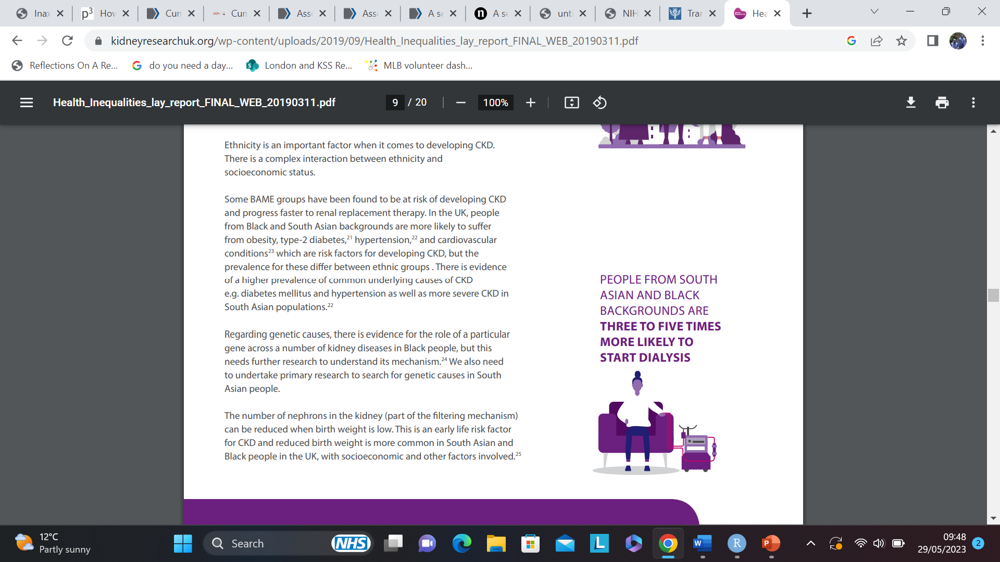 Inax
How
Curr
JASN
Curr
Asso
Asso
A se
n
A se
unti
NIH
Tran
Hea
kidneyresearchuk.org/wp-content/uploads/2019/09/Health_Inequalities_lay_report_FINAL_WEB_20190311.pdf
Reflections On A Re...
do you need a day...
London and KSS Re...
MLB volunteer dash...
Health_Inequalities_lay_report_FINAL_WEB_20190311.pdf
9 / 20
100%
Ethnicity is an important factor when it comes to developing CKD.
There is a complex interaction between ethnicity and
socioeconomic status.
Some BAME groups have been found to be at risk of developing CKD
and progress faster to renal replacement therapy. In the UK, people
from Black and South Asian backgrounds are more likely to suffer
from obesity, type-2 diabetes,²¹ hypertension,²² and cardiovascular
conditions²³ which are risk factors for developing CKD, but the
prevalence for these differ between ethnic groups . There is evidence
of a higher prevalence of common underlying causes of CKD
e.g. diabetes mellitus and hypertension as well as more severe CKD in
South Asian populations.²²
Regarding genetic causes, there is evidence for the role of a particular
gene across a number of kidney diseases in Black people, but this
needs further research to understand its mechanism.²⁴ We also need
to undertake primary research to search for genetic causes in South
Asian people.
The number of nephrons in the kidney (part of the filtering mechanism)
can be reduced when birth weight is low. This is an early life risk factor
for CKD and reduced birth weight is more common in South Asian and
Black people in the UK, with socioeconomic and other factors involved.²⁵
PEOPLE FROM SOUTH
ASIAN AND BLACK
BACKGROUNDS ARE
THREE TO FIVE TIMES
MORE LIKELY TO
START DIALYSIS
12°C
Partly sunny
Search
NHS
L
W
R
P
09:48
29/05/2023
2